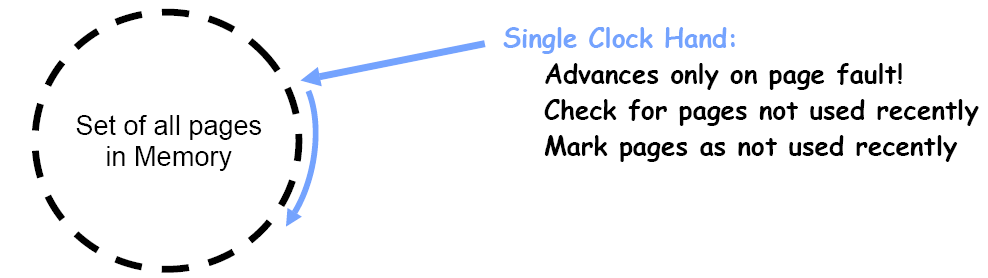 Set of all pages
in Memory
Single Clock Hand:
Advances only on page fault!
Check for pages not used recently
Mark pages as not used recently